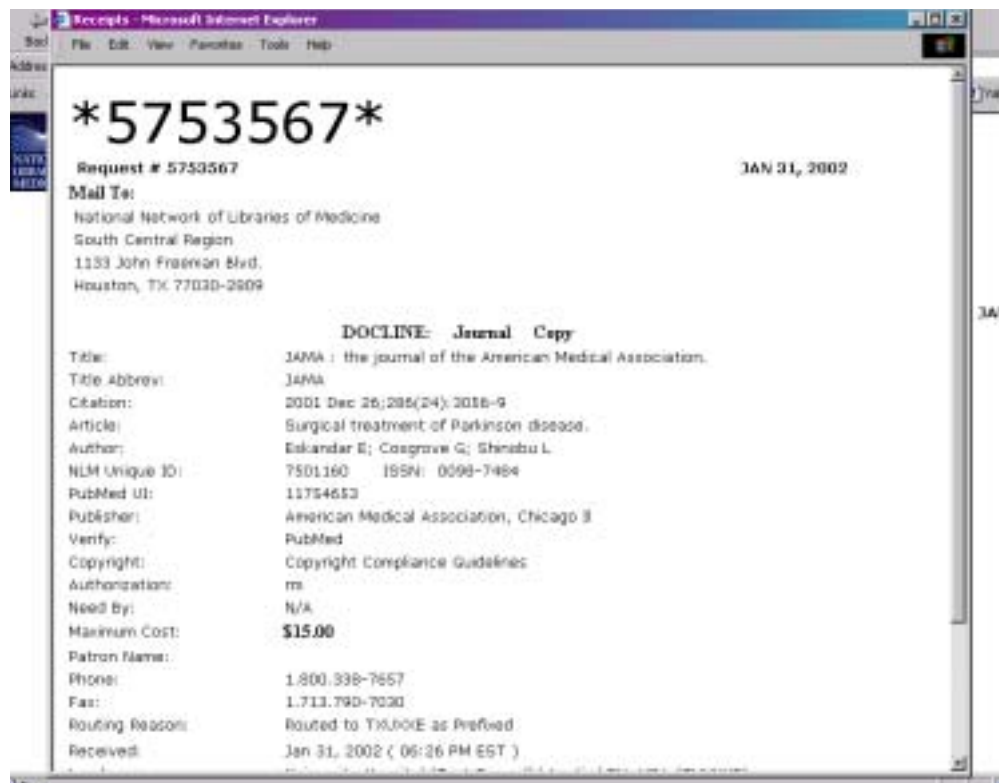 Receipts - Microsoft Internet Explorer
File Edit View Favorites Tools Help
*5753567*
Request # 5753567 JAN 31, 2002
Mail To:
National Network of Libraries of Medicine
South Central Region
1133 John Freeman Blvd.
Houston, TX 77030-2809
DOCLINE: Journal Copy
Title: JAMA : the journal of the American Medical Association.
Title Abbrev: JAMA
Citation: 2001 Dec 26;286(24):3056-9
Article: Surgical treatment of Parkinson disease.
Author: Eskandar E; Cosgrove G; Shinobu L
NLM Unique ID: 7501160 ISSN: 0098-7484
PubMed UI: 11754653
Publisher: American Medical Association, Chicago Il
Verify: PubMed
Copyright: Copyright Compliance Guidelines
Authorization:
Need By: N/A
Maximum Cost: $15.00
Patron Name:
Phone: 1.800.338-7657
Fax: 1.713.790-7030
Routing Reason: Routed to TXUXXE as Prefixed
Received: Jan 31, 2002 ( 06:26 PM EST )